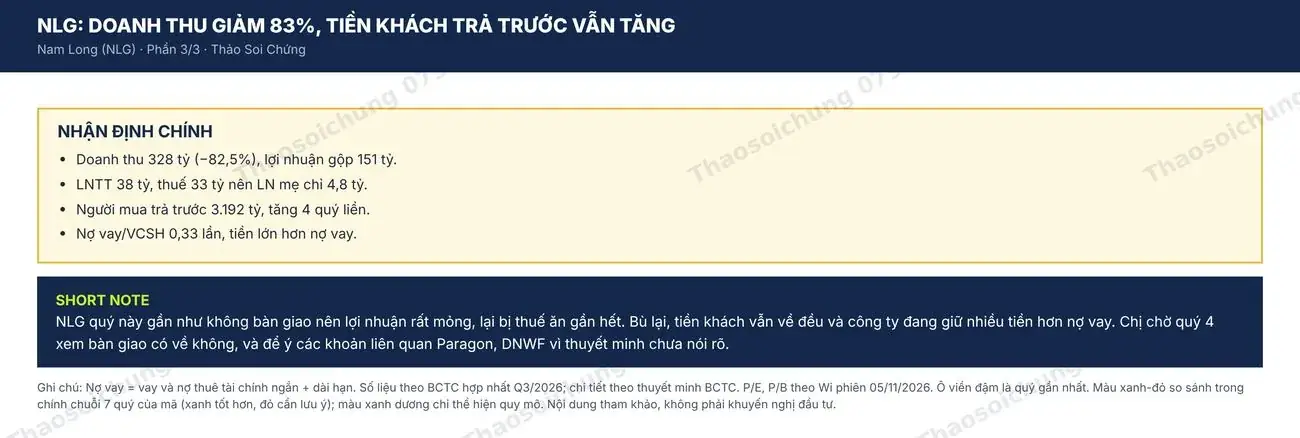 NLG: DOANH THU GIẢM 83%, TIỀN KHÁCH TRẢ TRƯỚC VẪN TĂNG
Nam Long (NLG) · Phần 3/3 · Thảo Soi Chứng
NHẬN ĐỊNH CHÍNH
• Doanh thu 328 tỷ (−82,5%), lợi nhuận gộp 151 tỷ.
• LNTT 38 tỷ, thuế 33 tỷ nên LN mẹ chỉ 4,8 tỷ.
• Người mua trả trước 3.192 tỷ, tăng 4 quý liền.
• Nợ vay/VCSH 0,33 lần, tiền lớn hơn nợ vay.
SHORT NOTE
NLG quý này gần như không bàn giao nên lợi nhuận rất mỏng, lại bị thuế ăn gần hết. Bù lại, tiền khách vẫn về đều và công ty đang giữ nhiều tiền hơn nợ vay. Chị chờ quý 4
xem bàn giao có về không, và để ý các khoản liên quan Paragon, DNWF vì thuyết minh chưa nói rõ.
Ghi chú: Nợ vay = vay và nợ thuê tài chính ngắn + dài hạn. Số liệu theo BCTC hợp nhất Q3/2026; chi tiết theo thuyết minh BCTC. P/E, P/B theo Wi phiên 05/11/2026. Ô viền đậm là quý gần nhất. Màu xanh-đỏ so sánh trong
chính chuỗi 7 quý của mã (xanh tốt hơn, đỏ cần lưu ý); màu xanh dương chỉ thể hiện quy mô. Nội dung tham khảo, không phải khuyến nghị đầu tư.
Thaosoichung 079
Thaosoichung 079
Thaosoichung